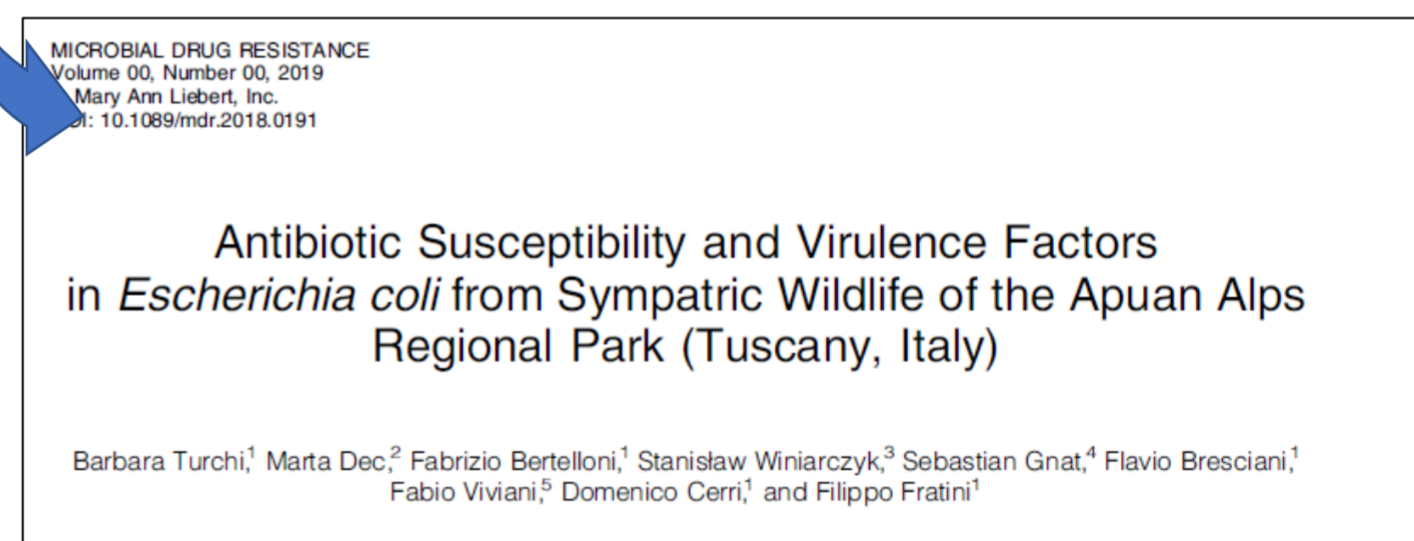 MICROBIAL DRUG RESISTANCE
Volume 00, Number 00, 2019
Mary Ann Liebert, Inc.
10.1089/mdr.2018.0191
Antibiotic Susceptibility and Virulence Factors
in Escherichia coli from Sympatric Wildlife of the Apuan Alps
Regional Park (Tuscany, Italy)
Barbara Turchi,¹ Marta Dec,² Fabrizio Bertelloni,¹ Stanisław Winiarczyk,³ Sebastian Gnat,⁴ Flavio Bresciani,¹
Fabio Viviani,⁵ Domenico Cerri,¹ and Filippo Fratini¹